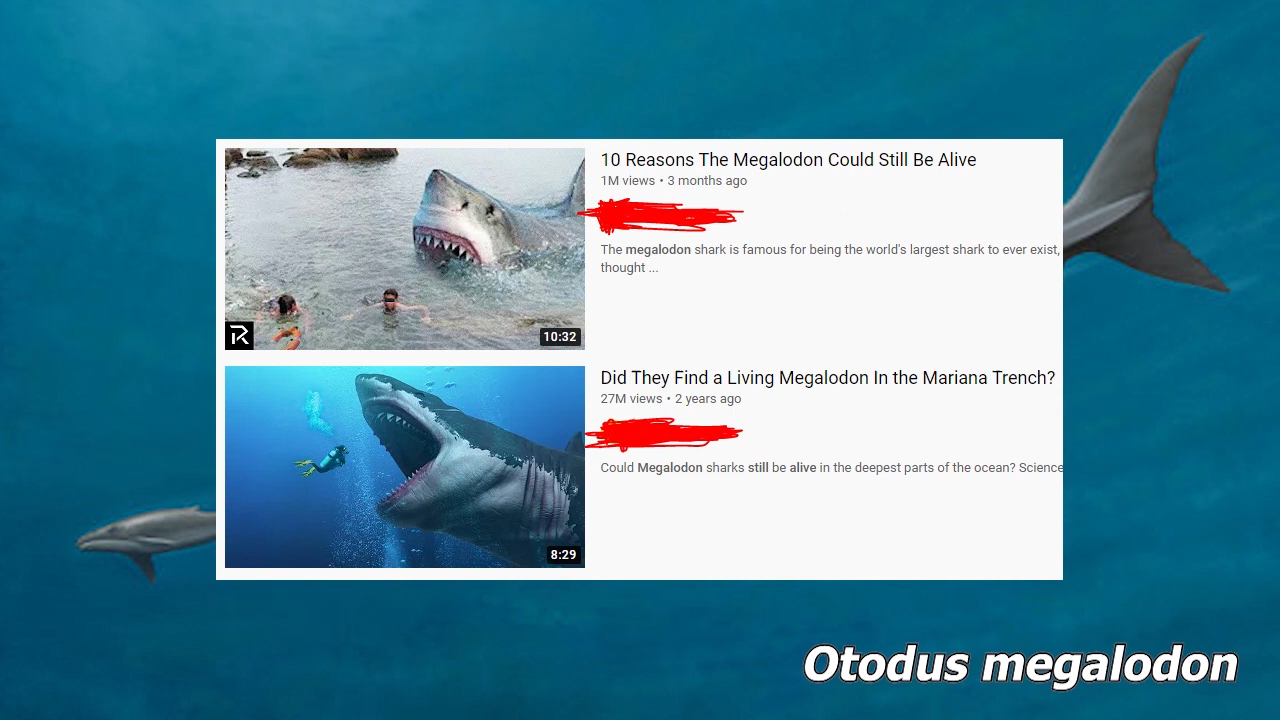 10 Reasons The Megalodon Could Still Be Alive
1M views • 3 months ago
The megalodon shark is famous for being the world's largest shark to ever exist,
thought ...
10:32
Did They Find a Living Megalodon In the Mariana Trench?
27M views • 2 years ago
Could Megalodon sharks still be alive in the deepest parts of the ocean? Science
8:29
Otodus megalodon